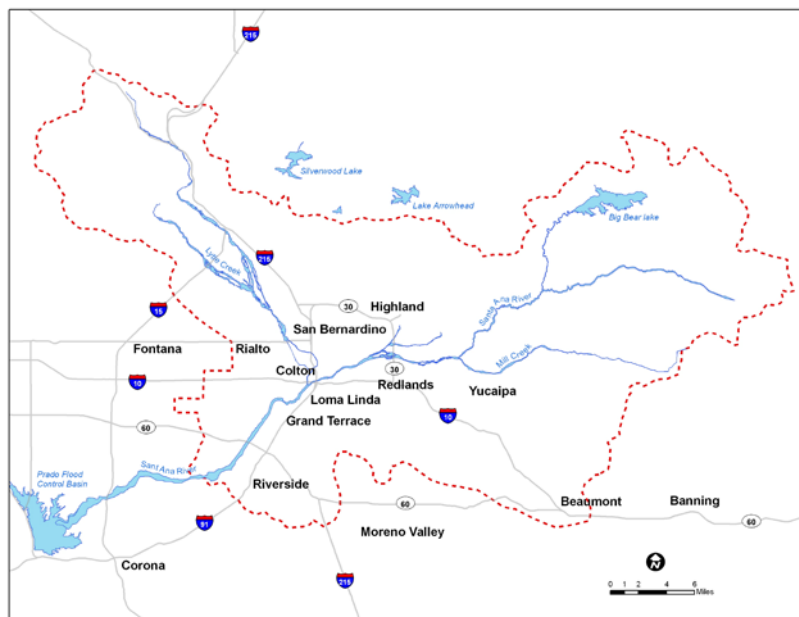 215
Silverwood Lake
Lake Arrowhead
Big Bear lake
Lytle Creek
215
Santa Ana River
15
30
Highland
San Bernardino
Mill Creek
Fontana
Rialto
Colton
30
10
Redlands
Yucaipa
Loma Linda
10
60
Grand Terrace
Prado Flood
Control Basin
Santa Ana River
Riverside
60
Beaumont
Banning
91
Moreno Valley
60
Corona
215
N
0 1 2 4 6
Miles